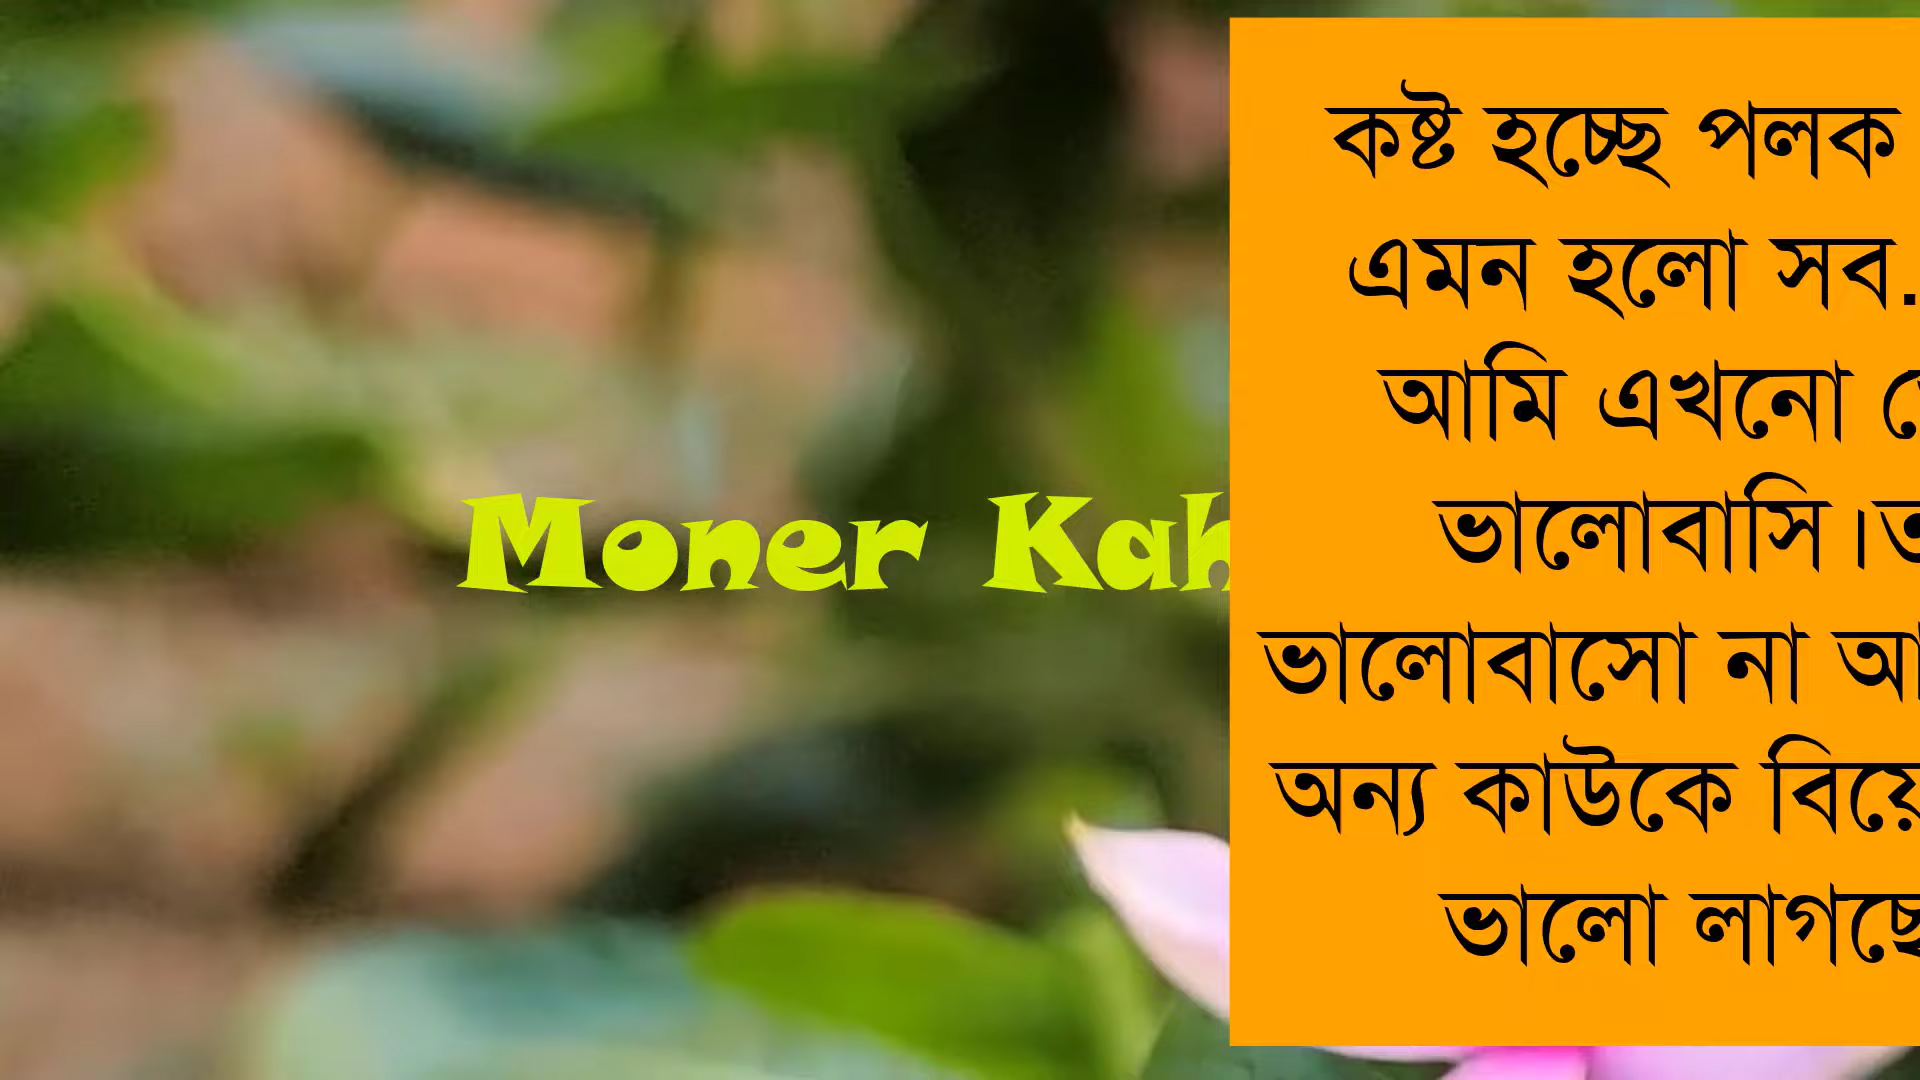 Moner Kah
কষ্ট হচ্ছে পলক
এমন হলো সব.
আমি এখনো
ভালোবাসি।
ভালোবাসো না
অন্য কাউকে বিয়ে
ভালো লাগছে